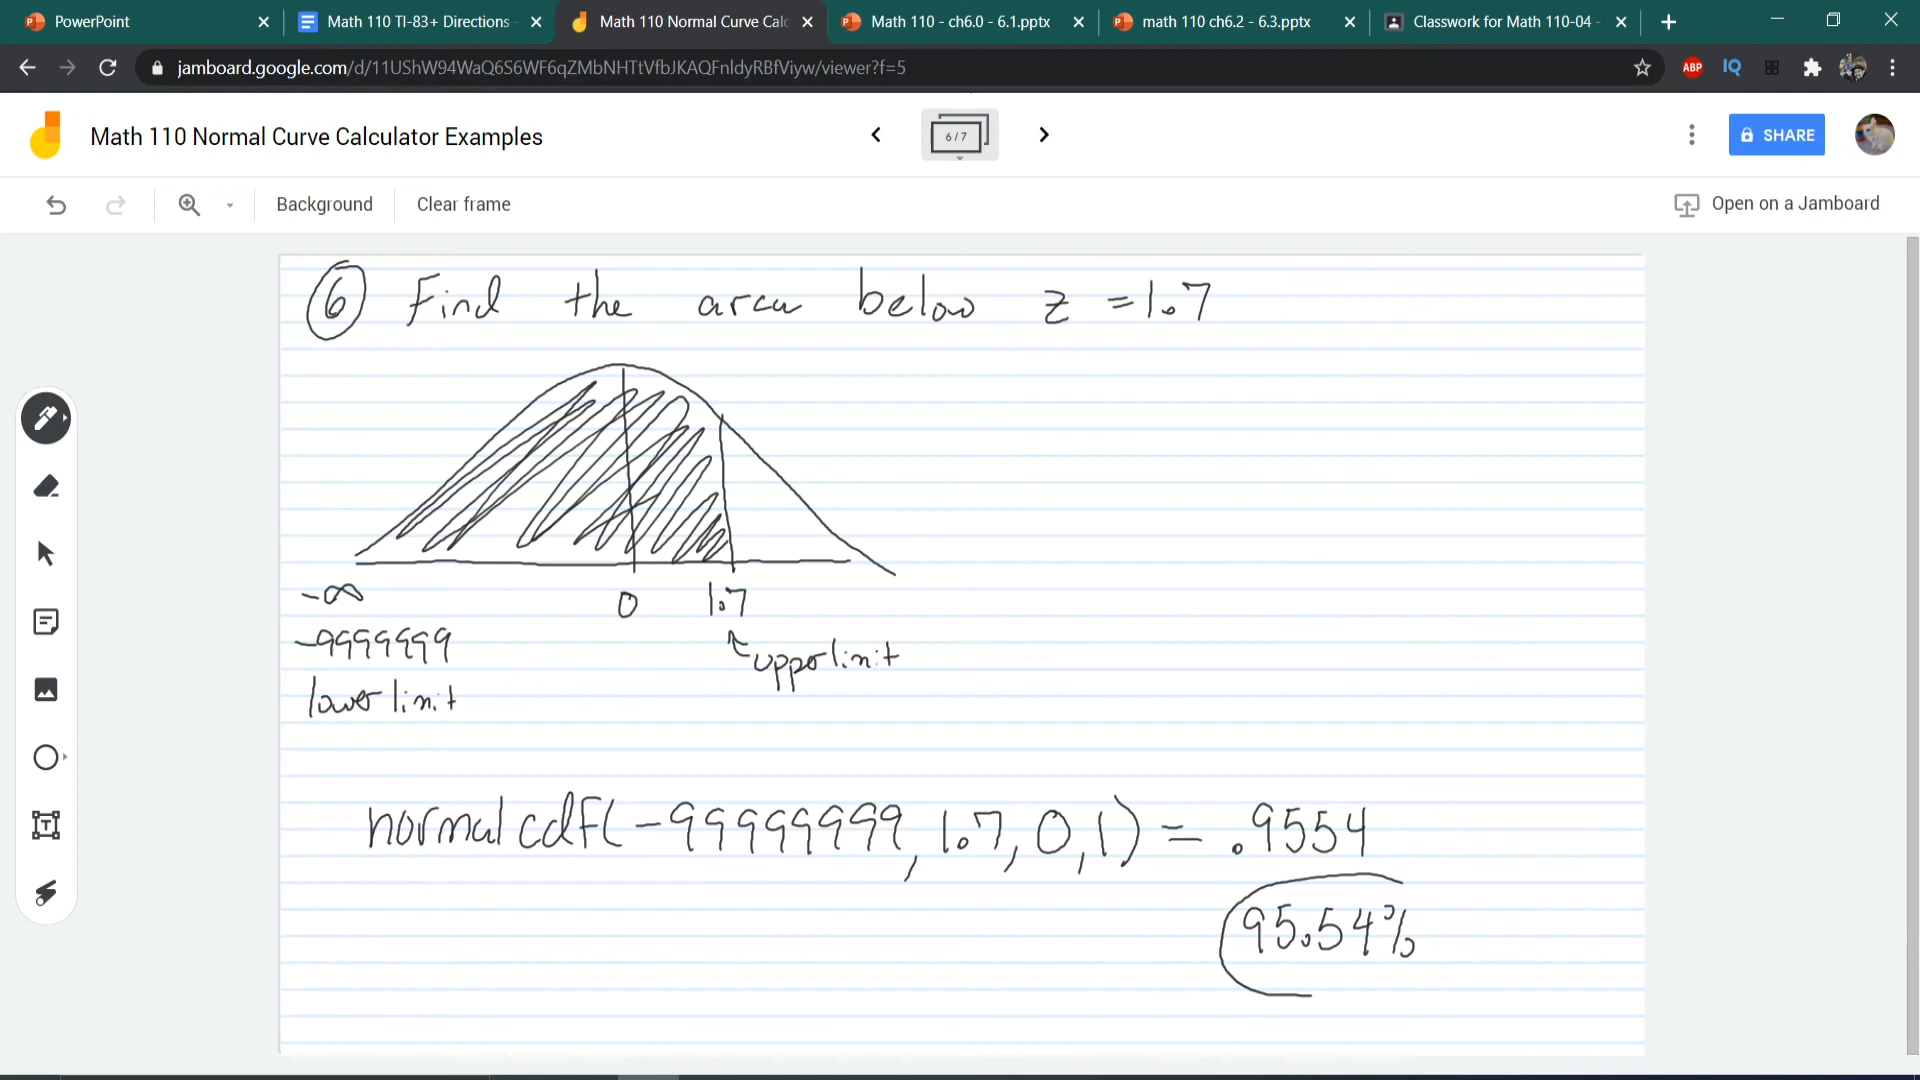 PowerPoint
Math 110 TI-83+ Directions -
Math 110 Normal Curve Calc
Math 110 - ch6.0 - 6.1.pptx
math 110 ch6.2 - 6.3.pptx
Classwork for Math 110-04 -
jamboard.google.com/d/11UShW94WaQ6S6WF6qZMbNHTtVfbJKAQFnldyRBfViyw/viewer?f=5
ABP
IQ
Math 110 Normal Curve Calculator Examples
6 / 7
SHARE
Background
Clear frame
Open on a Jamboard
6 Find the area below z = 1.7
-∞ 0 1.7
-9999999
upper limit
lower limit
normalcdf(-99999999, 1.7, 0, 1) = .9554
95.54%